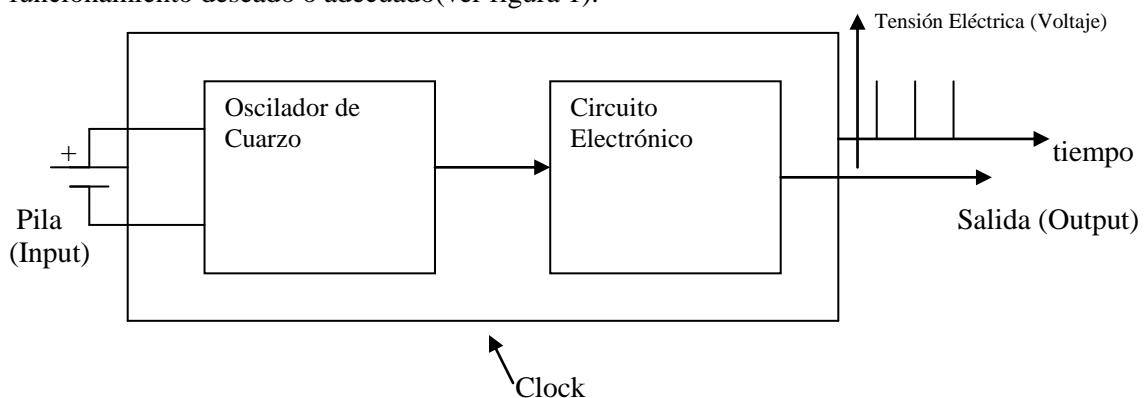 funcionamiento deseado o adecuado(ver figura 1).
Tensión Eléctrica (Voltaje)
Oscilador de
Cuarzo
Circuito
Electrónico
+
tiempo
Pila
(Input)
Salida (Output)
Clock